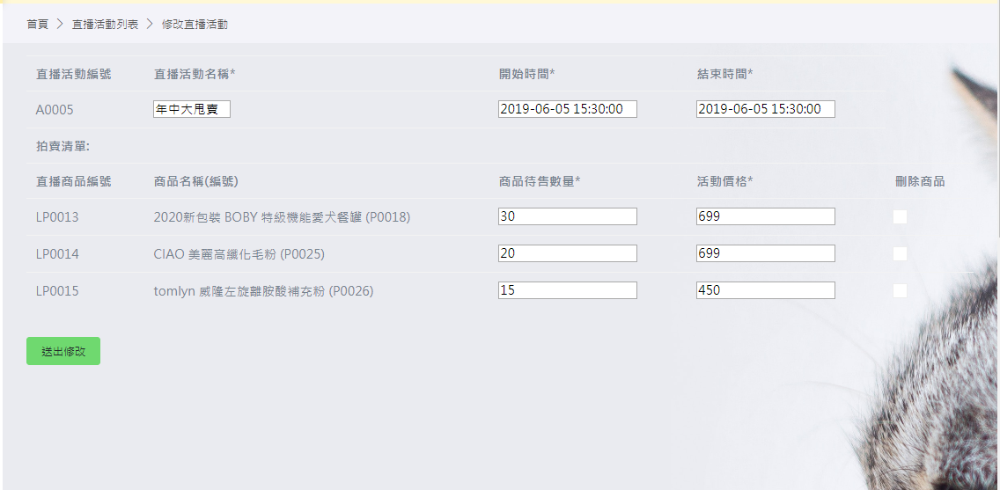 首頁 > 直播活動列表 > 修改直播活動
直播活動編號 直播活動名稱* 開始時間* 結束時間*
A0005 年中大甩賣 2019-06-05 15:30:00 2019-06-05 15:30:00
拍賣清單:
直播商品編號 商品名稱(編號) 商品待售數量* 活動價格* 刪除商品
LP0013 2020新包裝 BOBY 特級機能愛犬餐罐 (P0018) 30 699
LP0014 CIAO 美麗高纖化毛粉 (P0025) 20 699
LP0015 tomlyn 威隆左旋離胺酸補充粉 (P0026) 15 450
送出修改